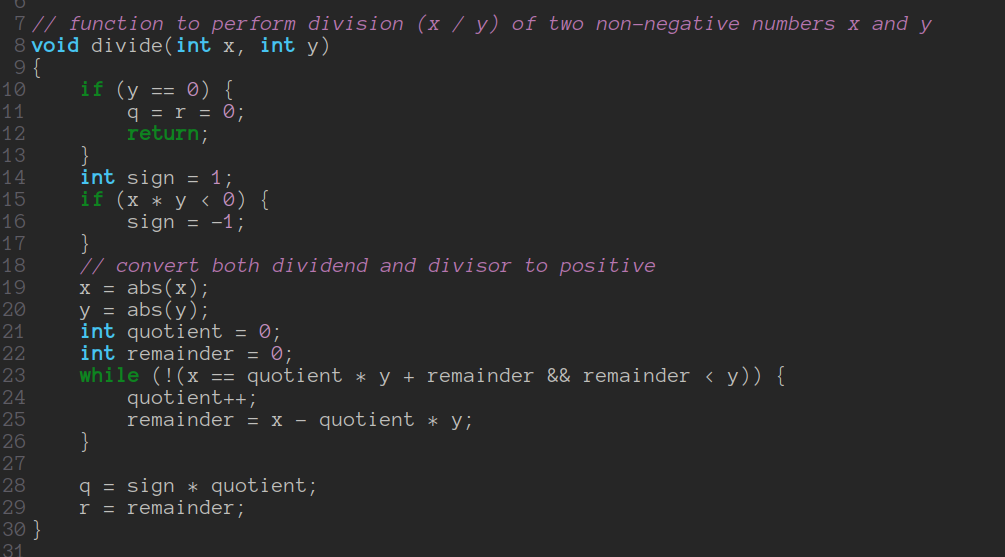 6
7 // function to perform division (x / y) of two non-negative numbers x and y
8 void divide(int x, int y)
9 {
10     if (y == 0) {
11         q = r = 0;
12         return;
13     }
14     int sign = 1;
15     if (x * y < 0) {
16         sign = -1;
17     }
18     // convert both dividend and divisor to positive
19     x = abs(x);
20     y = abs(y);
21     int quotient = 0;
22     int remainder = 0;
23     while (!(x == quotient * y + remainder && remainder < y)) {
24         quotient++;
25         remainder = x - quotient * y;
26     }
27
28     q = sign * quotient;
29     r = remainder;
30 }
31